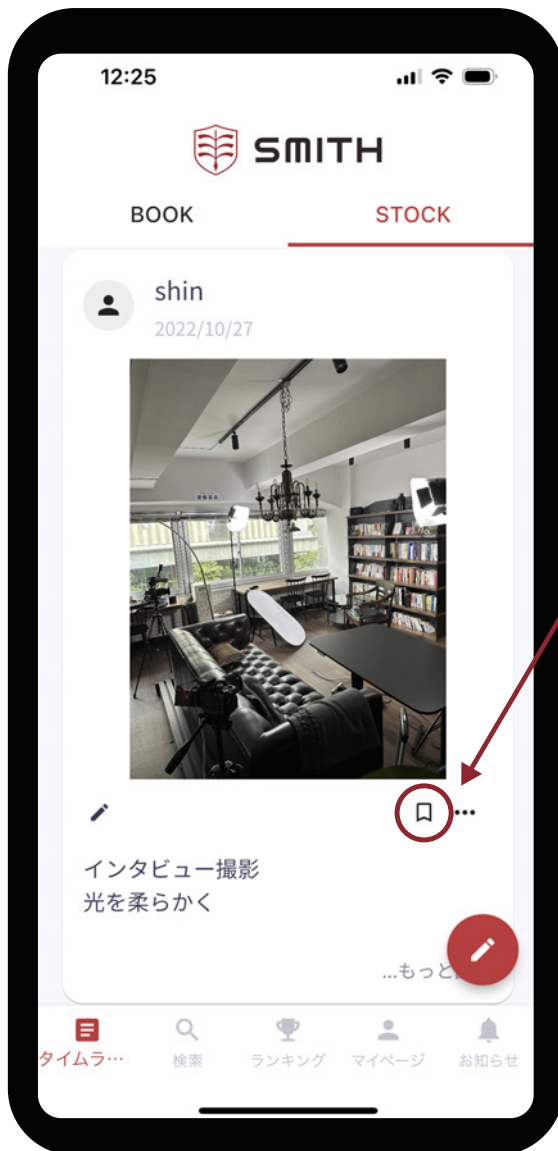 12:25
SMITH
BOOK
STOCK
shin
2022/10/27
インタビュー撮影
光を柔らかく
...もっと
タイムラ…
検索
ランキング
マイページ
お知らせ